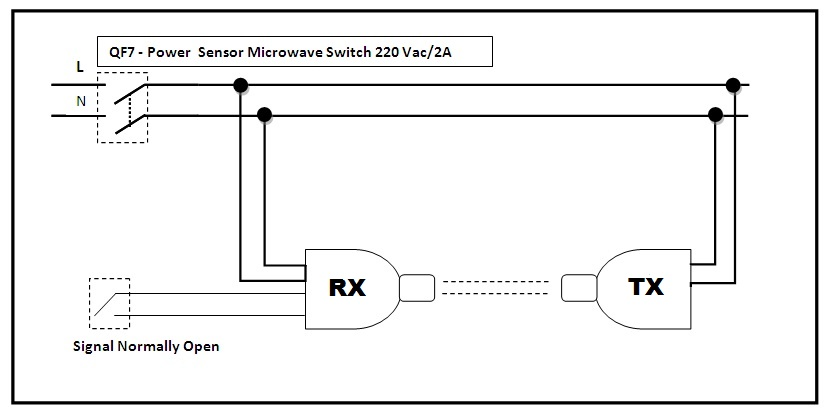 QF7 - Power Sensor Microwave Switch 220 Vac/2A
L
N
RX
TX
Signal Normally Open